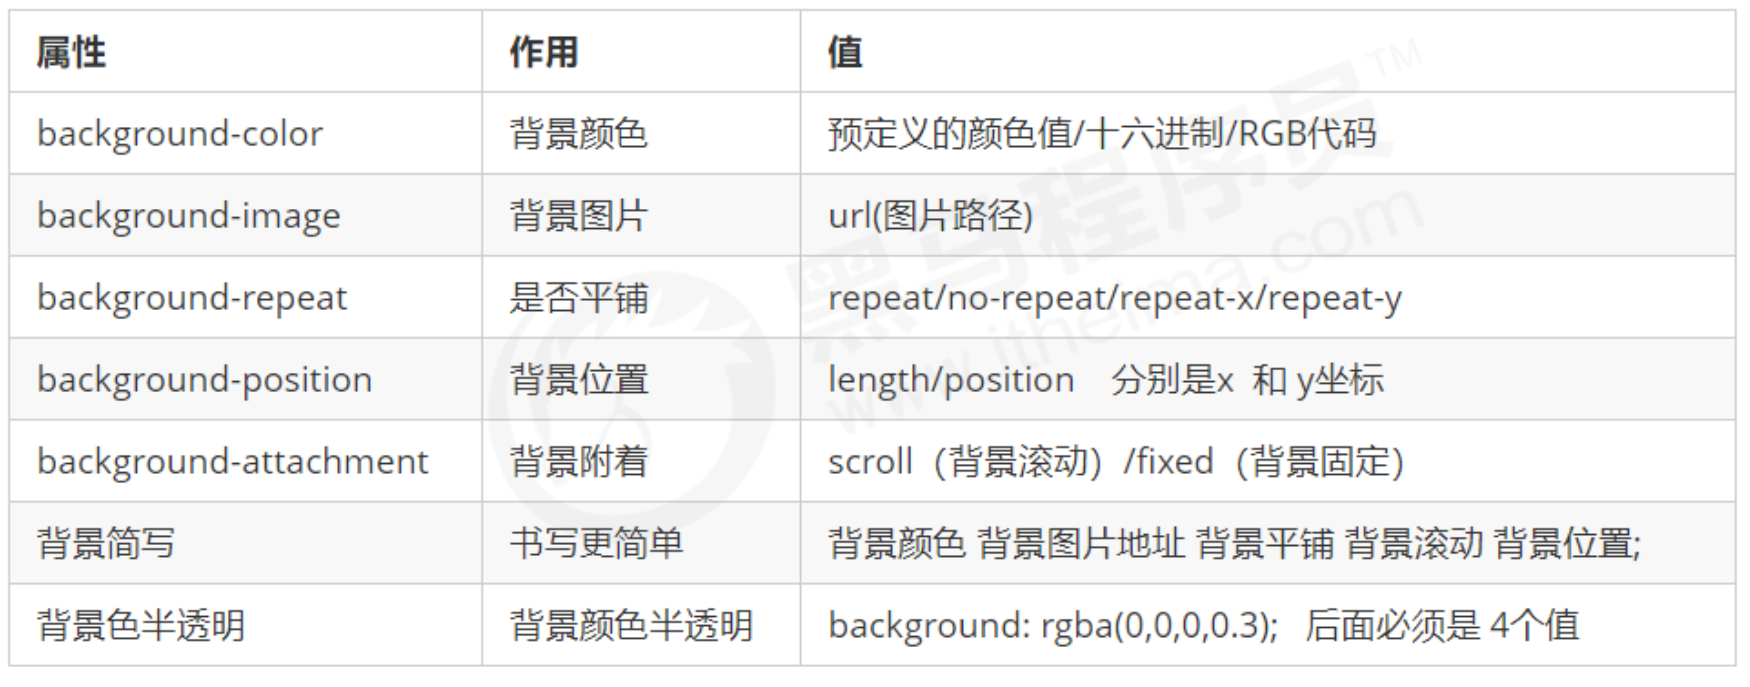 属性 作用 值
background-color 背景颜色 预定义的颜色值/十六进制/RGB代码
background-image 背景图片 url(图片路径)
background-repeat 是否平铺 repeat/no-repeat/repeat-x/repeat-y
background-position 背景位置 length/position 分别是x 和 y坐标
background-attachment 背景附着 scroll（背景滚动）/fixed（背景固定）
背景简写 书写更简单 背景颜色 背景图片地址 背景平铺 背景滚动 背景位置;
背景色半透明 背景颜色半透明 background: rgba(0,0,0,0.3); 后面必须是 4个值
黑马程序员™
www.itheima.com